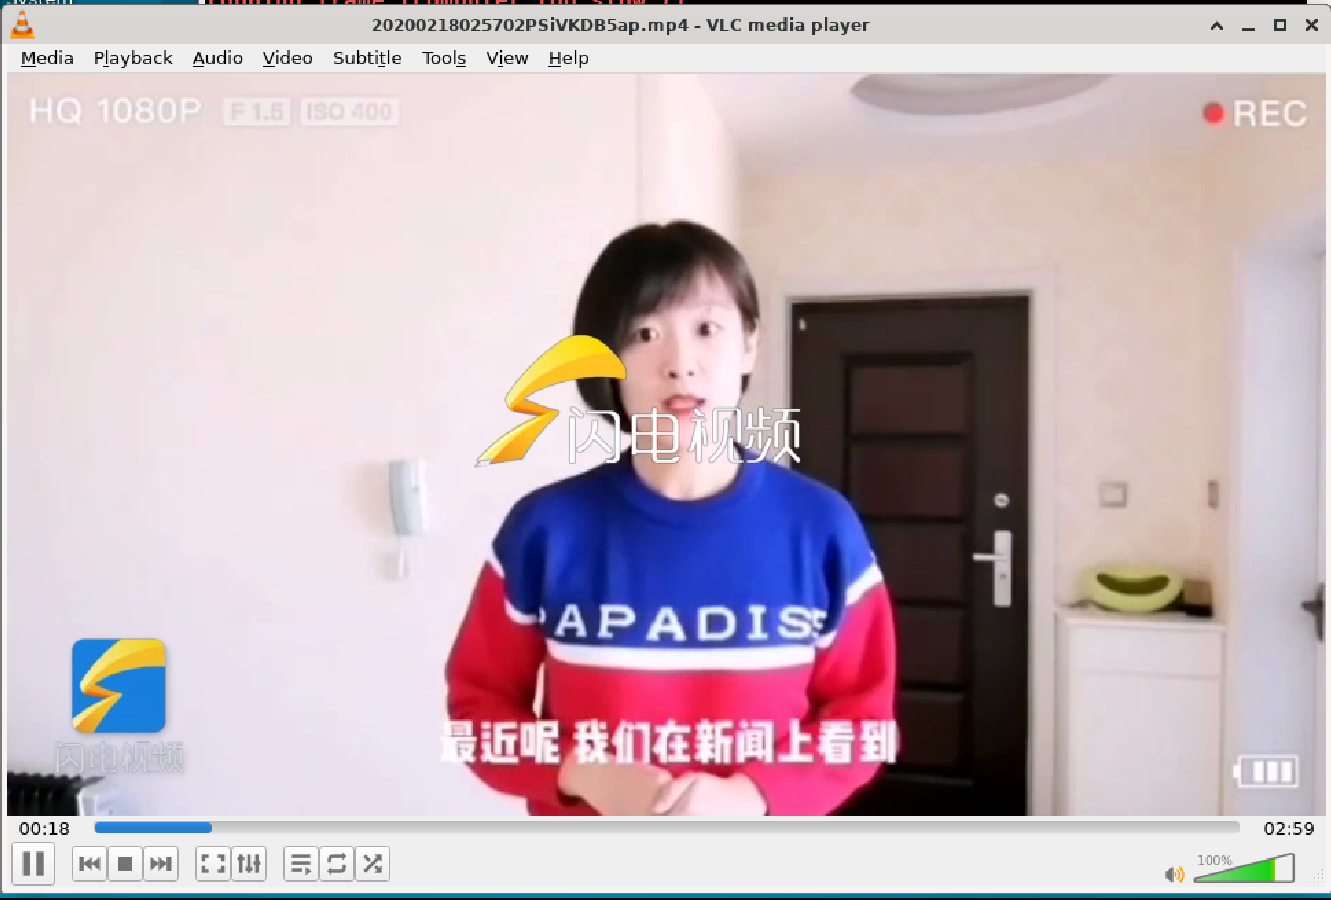 20200218025702PSiVKDB5ap.mp4 - VLC media player
Media Playback Audio Video Subtitle Tools View Help
HQ 1080P F 1.5 ISO 400
REC
闪电视频
PAPADISE
闪电视频
最近呢 我们在新闻上看到
00:18 02:59
100%